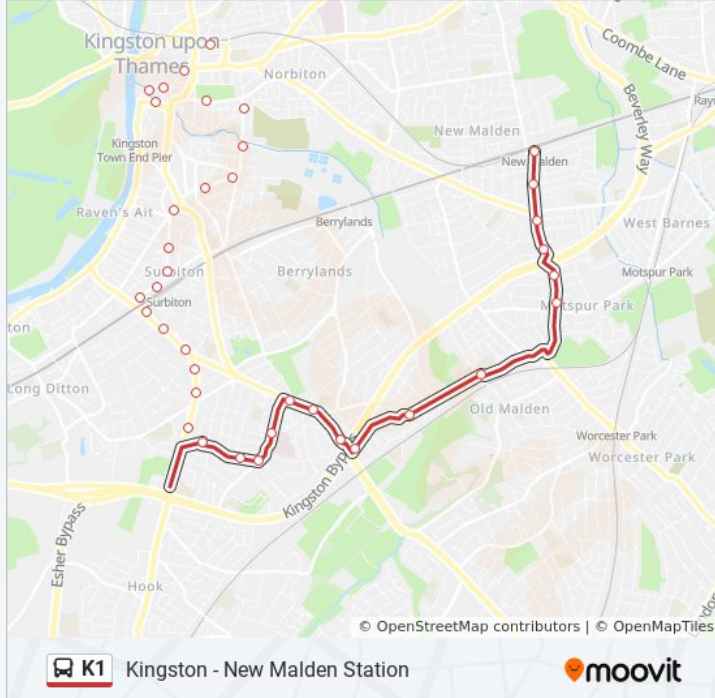 Kingston upon
Thames
Norbiton
Coombe Lane
Beverley Way
New Malden
Kingston
Town End Pier
New Malden
Raven's Ait
Berrylands
West Barnes
Surbiton
Berrylands
Motspur Park
Surbiton
Motspur Park
Long Ditton
Old Malden
Worcester Park
Worcester Park
Kingston Bypass
Esher Bypass
Hook
© OpenStreetMap contributors | © OpenMapTiles
K1 Kingston - New Malden Station
moovit